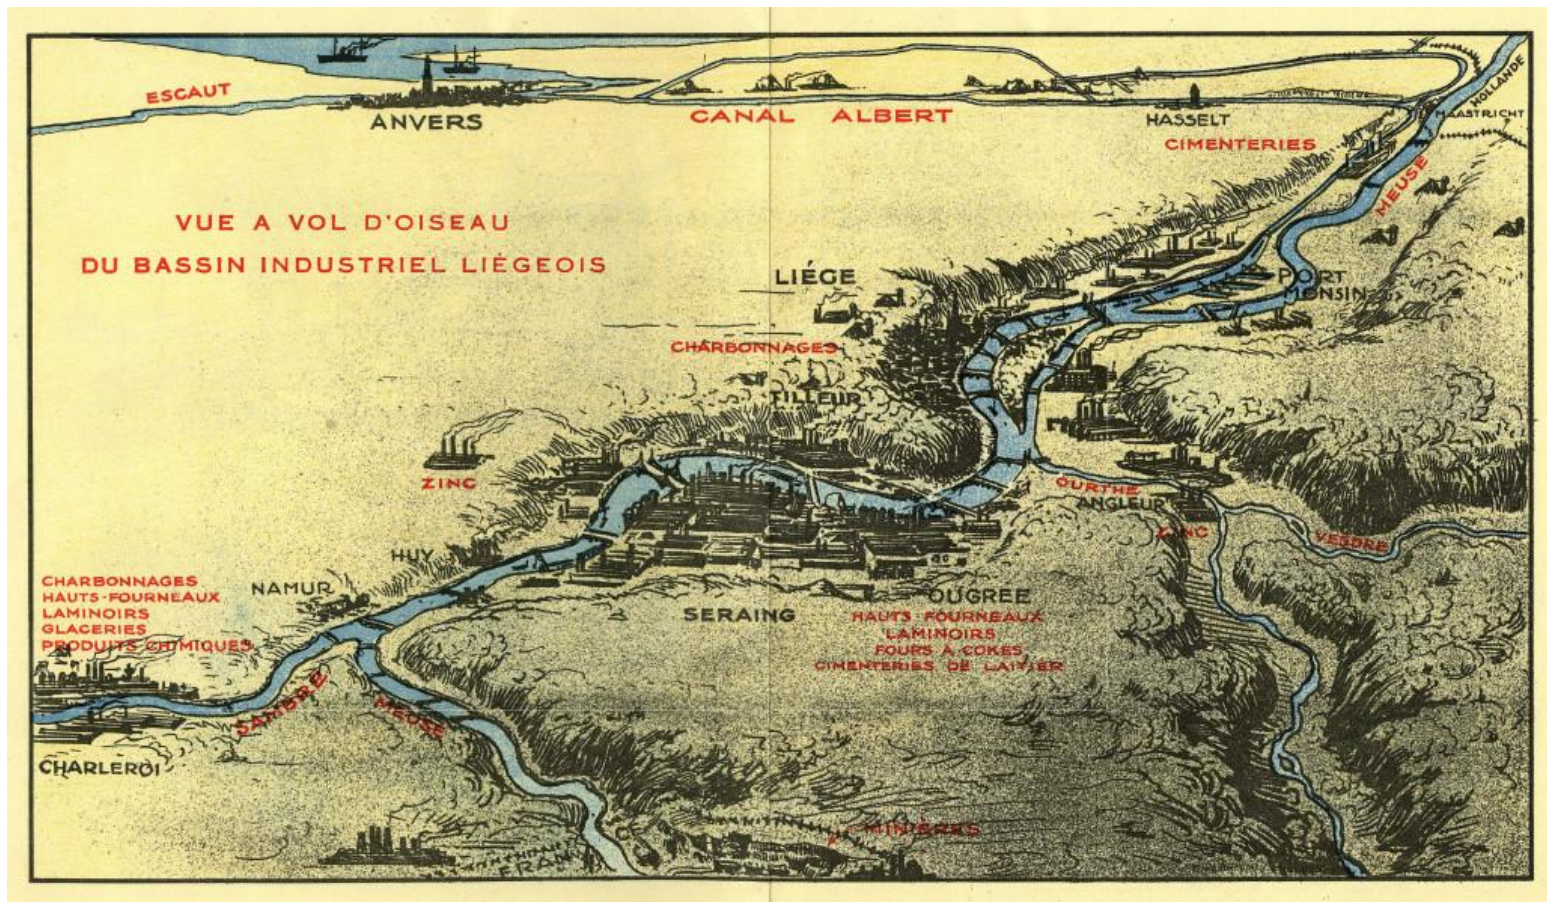 ESCAUT
ANVERS
CANAL ALBERT
HASSELT
HOLLANDE
MAASTRICHT
CIMENTERIES
MEUSE
VUE A VOL D'OISEAU
DU BASSIN INDUSTRIEL LIÉGEOIS
LIÉGE
PORT
MONSIN
CHARBONNAGES
TILLEUR
ZINC
OURTHE
ANGLEUR
ZINC
VESDRE
HUY
NAMUR
CHARBONNAGES
HAUTS-FOURNEAUX
LAMINOIRS
GLACERIES
PRODUITS CHIMIQUES
SERAING
OUGREE
HAUTS-FOURNEAUX
LAMINOIRS
FOURS A COKES
CIMENTERIES DE LAITIER
SAMBRE
MEUSE
CHARLEROI
MINIÈRES